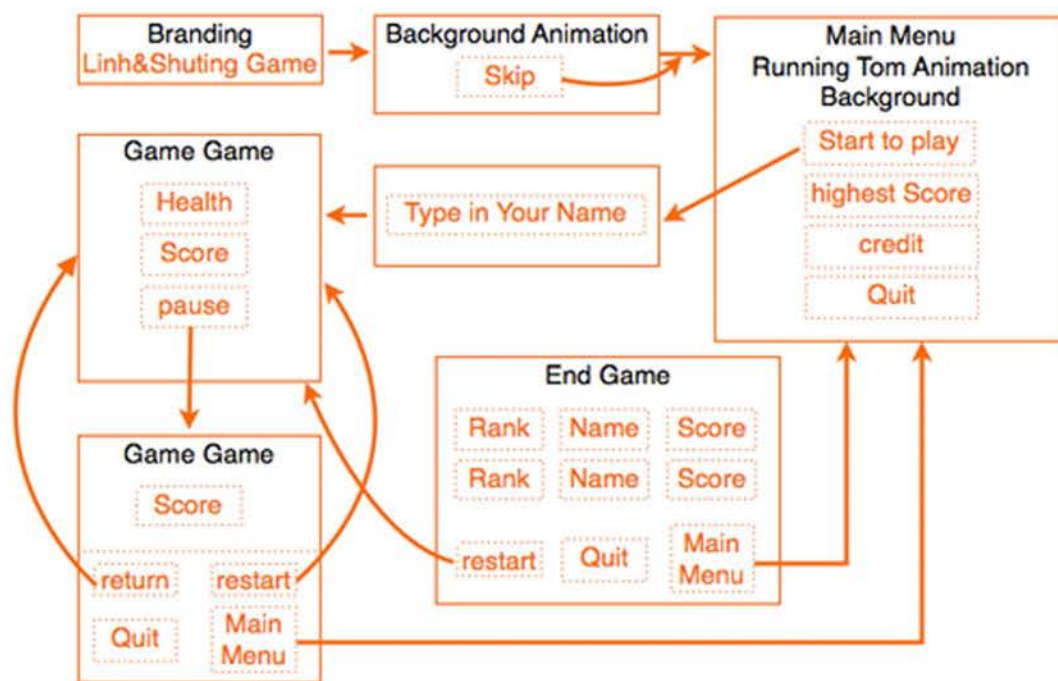 Branding
Linh&Shuting Game
Background Animation
Skip
Main Menu
Running Tom Animation
Background
Start to play
highest Score
credit
Quit
Type in Your Name
Game Game
Health
Score
pause
Game Game
Score
return restart
Quit Main
Menu
End Game
Rank Name Score
Rank Name Score
restart Quit Main
Menu